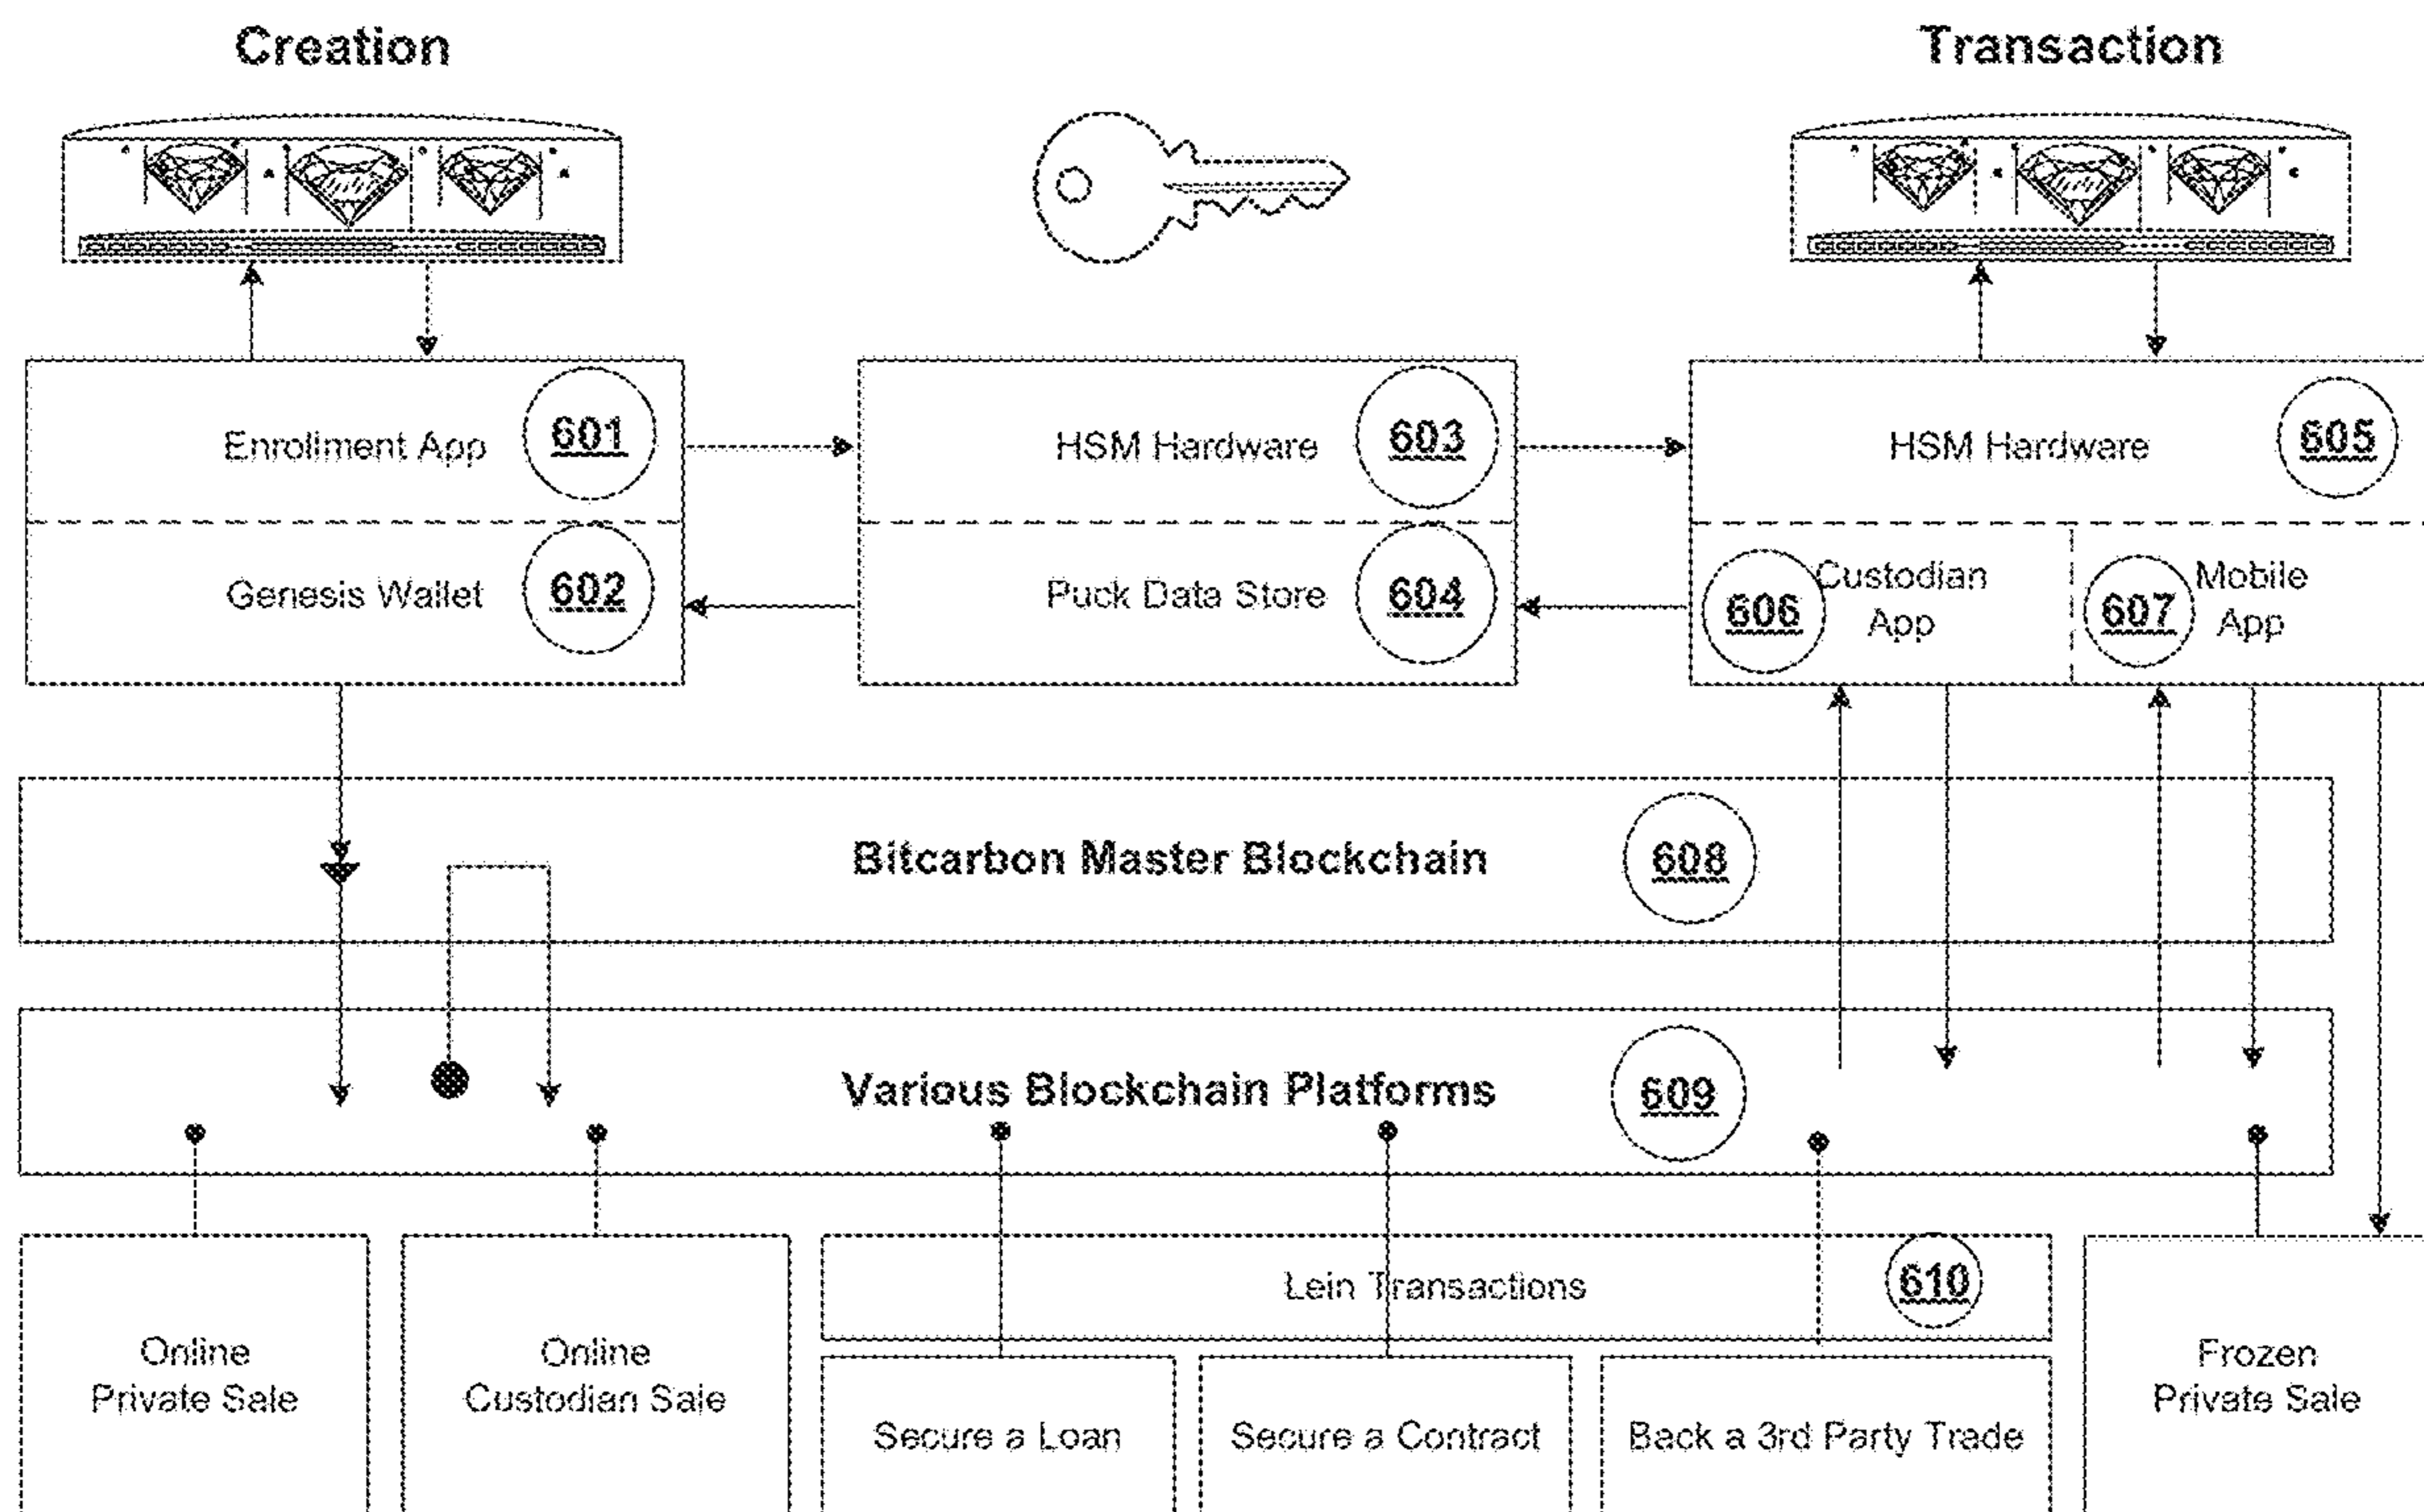 Creation
Transaction
Enrollment App
601
HSM Hardware
603
HSM Hardware
605
Genesis Wallet
602
Puck Data Store
604
606
Custodian
App
607
Mobile
App
Bitcarbon Master Blockchain
608
Various Blockchain Platforms
609
Lein Transactions
610
Online
Private Sale
Online
Custodian Sale
Secure a Loan
Secure a Contract
Back a 3rd Party Trade
Frozen
Private Sale